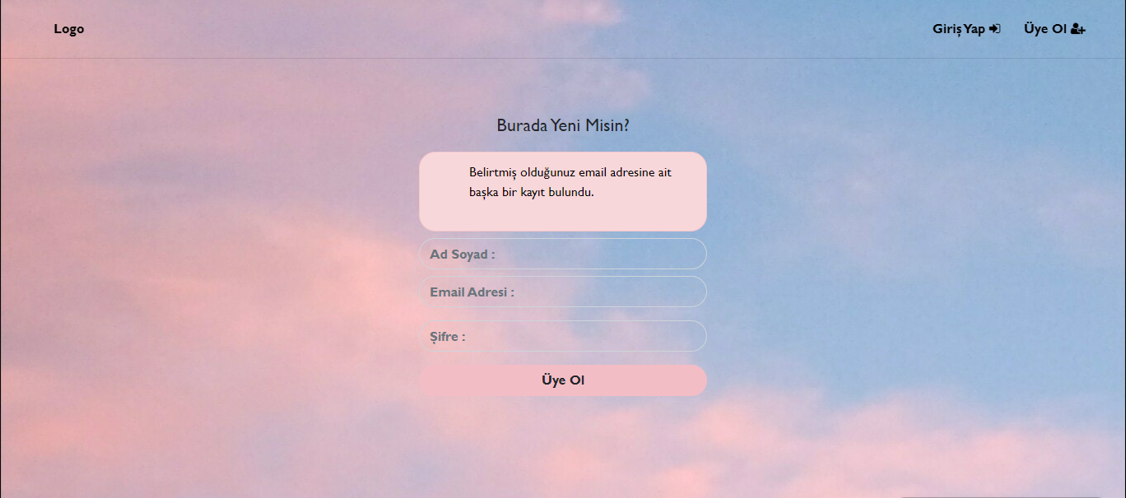 Logo
Giriş Yap
Üye Ol
Burada Yeni Misin?
Belirtmiş olduğunuz email adresine ait
başka bir kayıt bulundu.
Ad Soyad :
Email Adresi :
Şifre :
Üye Ol